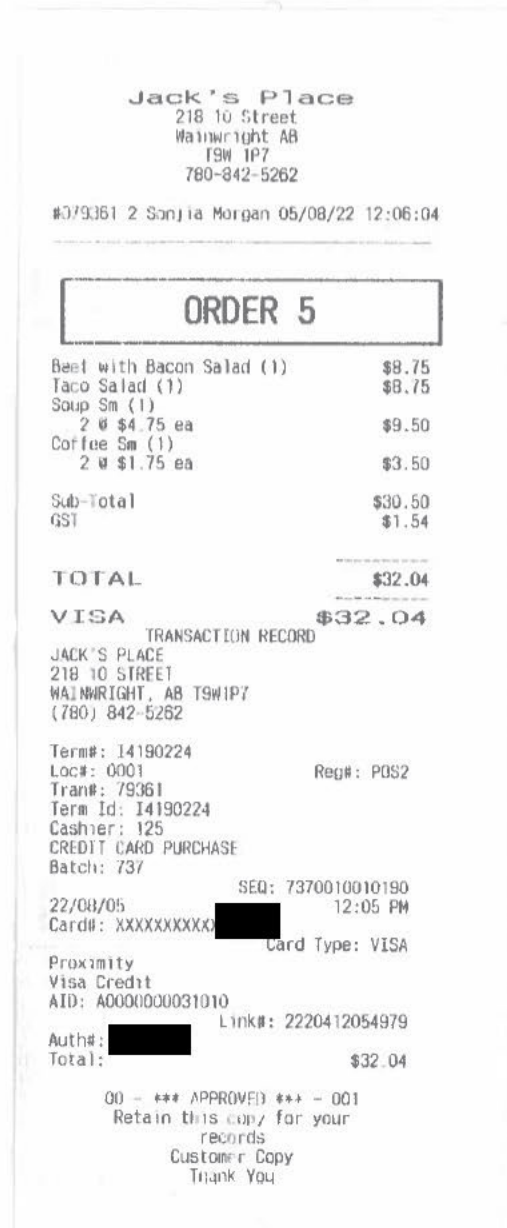 Jack's Place
218 10 Street
Wainwright AB
T9W 1P7
780-842-5262
#079361 2 Sonjia Morgan 05/08/22 12:06:04
ORDER 5
Beef with Bacon Salad (1) $8.75
Taco Salad (1) $8.75
Soup Sm (1)
2 @ $4.75 ea $9.50
Coffee Sm (1)
2 @ $1.75 ea $3.50
Sub-Total $30.50
GST $1.54
TOTAL $32.04
VISA $32.04
TRANSACTION RECORD
JACK'S PLACE
218 10 STREET
WAINWRIGHT, AB T9W1P7
(780) 842-5262
Term#: I4190224
Loc#: 0001 Reg#: POS2
Tran#: 79361
Term Id: I4190224
Cashier: 125
CREDIT CARD PURCHASE
Batch: 737
SEQ: 7370010010190
22/08/05 12:05 PM
Card#: XXXXXXXXXXX
Card Type: VISA
Proximity
Visa Credit
AID: A0000000031010
Link#: 2220412054979
Auth#:
Total: $32.04
00 - *** APPROVED *** - 001
Retain this copy for your
records
Customer Copy
Thank You